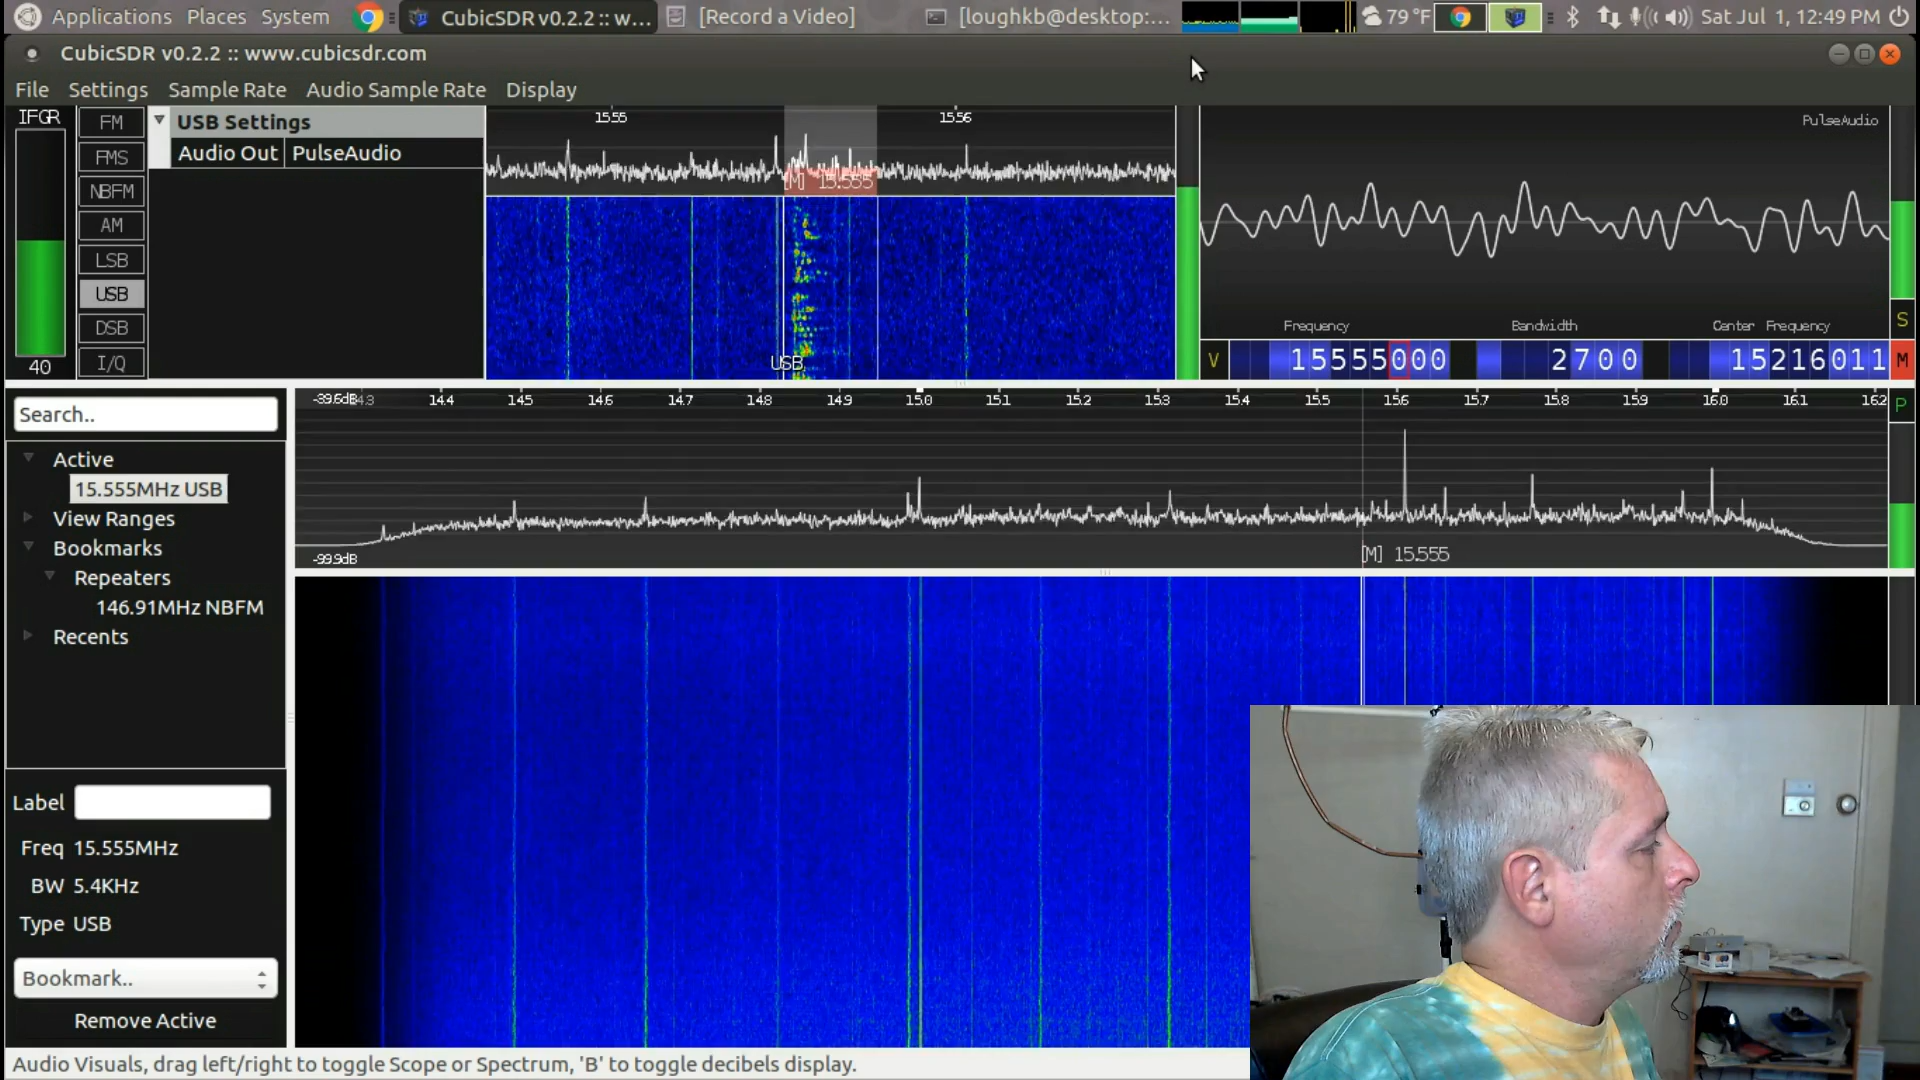 Applications Places System CubicSDR v0.2.2 :: w... [Record a Video] [loughkb@desktop:... 79 °F Sat Jul 1, 12:49 PM
CubicSDR v0.2.2 :: www.cubicsdr.com
File Settings Sample Rate Audio Sample Rate Display
IFGR
40
FM
FMS
NBFM
AM
LSB
USB
DSB
I/Q
USB Settings
Audio Out PulseAudio
15.55 15.56
[M] 15.555
USB
PulseAudio
Frequency Bandwidth Center Frequency
V 15555000 2700 15216011 M
S
P
Search..
Active
15.555MHz USB
View Ranges
Bookmarks
Repeaters
146.91MHz NBFM
Recents
Label
Freq 15.555MHz
BW 5.4KHz
Type USB
Bookmark..
Remove Active
14.4 14.5 14.6 14.7 14.8 14.9 15.0 15.1 15.2 15.3 15.4 15.5 15.6 15.7 15.8 15.9 16.0 16.1 16.2
-99.9dB
[M] 15.555
Audio Visuals, drag left/right to toggle Scope or Spectrum, 'B' to toggle decibels display.